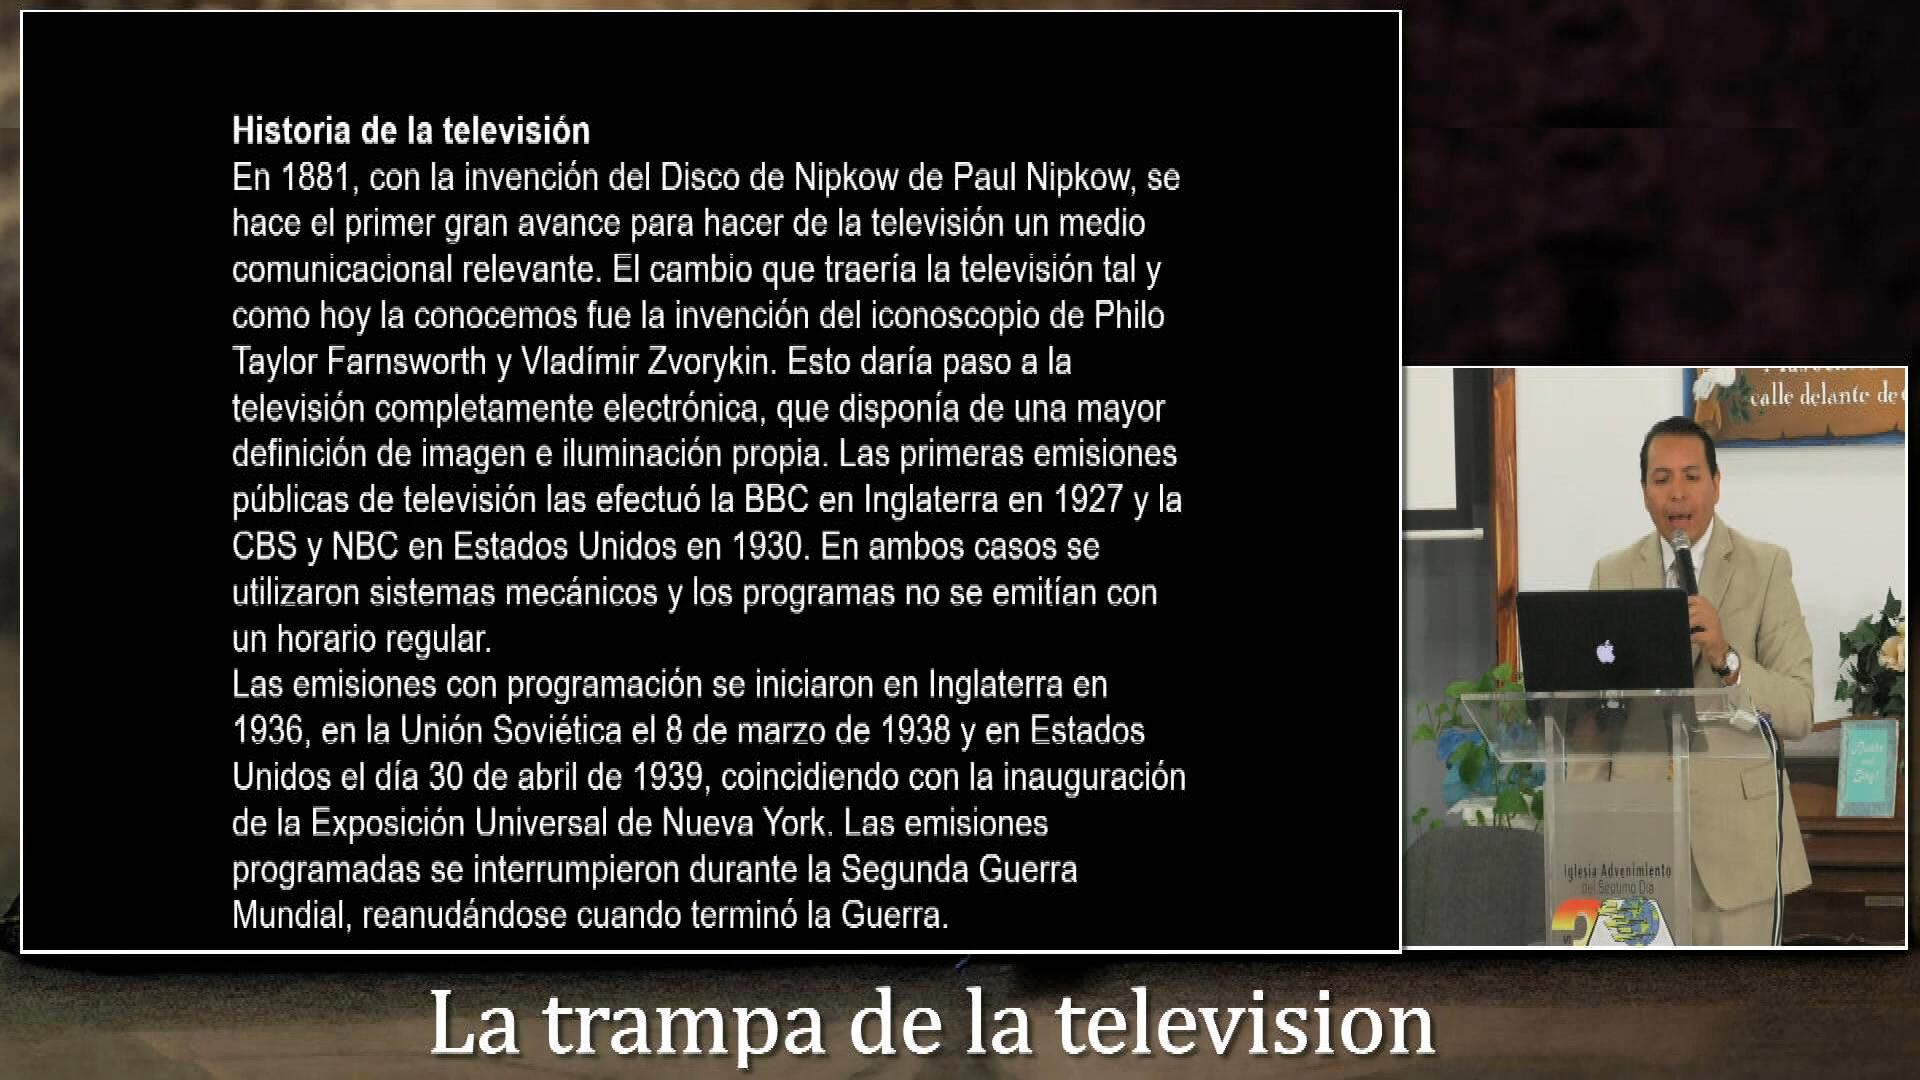 Historia de la televisión
En 1881, con la invención del Disco de Nipkow de Paul Nipkow, se
hace el primer gran avance para hacer de la televisión un medio
comunicacional relevante. El cambio que traería la televisión tal y
como hoy la conocemos fue la invención del iconoscopio de Philo
Taylor Farnsworth y Vladímir Zvorykin. Esto daría paso a la
televisión completamente electrónica, que disponía de una mayor
definición de imagen e iluminación propia. Las primeras emisiones
públicas de televisión las efectuó la BBC en Inglaterra en 1927 y la
CBS y NBC en Estados Unidos en 1930. En ambos casos se
utilizaron sistemas mecánicos y los programas no se emitían con
un horario regular.
Las emisiones con programación se iniciaron en Inglaterra en
1936, en la Unión Soviética el 8 de marzo de 1938 y en Estados
Unidos el día 30 de abril de 1939, coincidiendo con la inauguración
de la Exposición Universal de Nueva York. Las emisiones
programadas se interrumpieron durante la Segunda Guerra
Mundial, reanudándose cuando terminó la Guerra.
calle delante de
Iglesia Advenimiento
del Septimo Dia
3
La trampa de la television